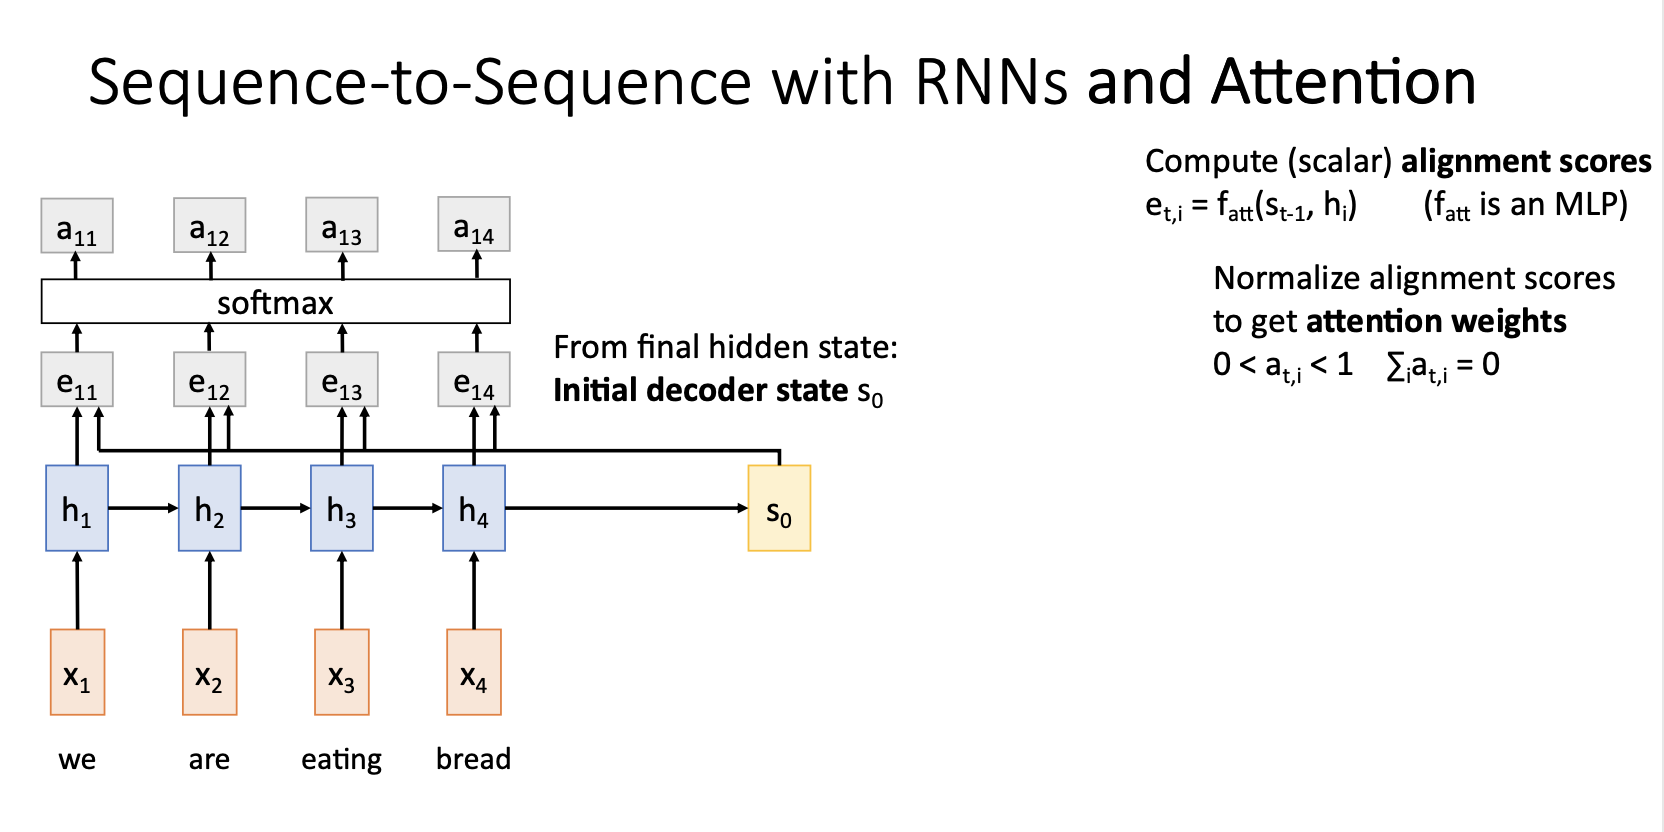 Sequence-to-Sequence with RNNs and Attention
Compute (scalar) alignment scores
e_{t,i} = f_{att}(s_{t-1}, h_i) (f_{att} is an MLP)
Normalize alignment scores
to get attention weights
0 < a_{t,i} < 1 ∑_i a_{t,i} = 0
a_{11} a_{12} a_{13} a_{14}
softmax
e_{11} e_{12} e_{13} e_{14}
From final hidden state:
Initial decoder state s_0
h_1 h_2 h_3 h_4 s_0
x_1 x_2 x_3 x_4
we are eating bread